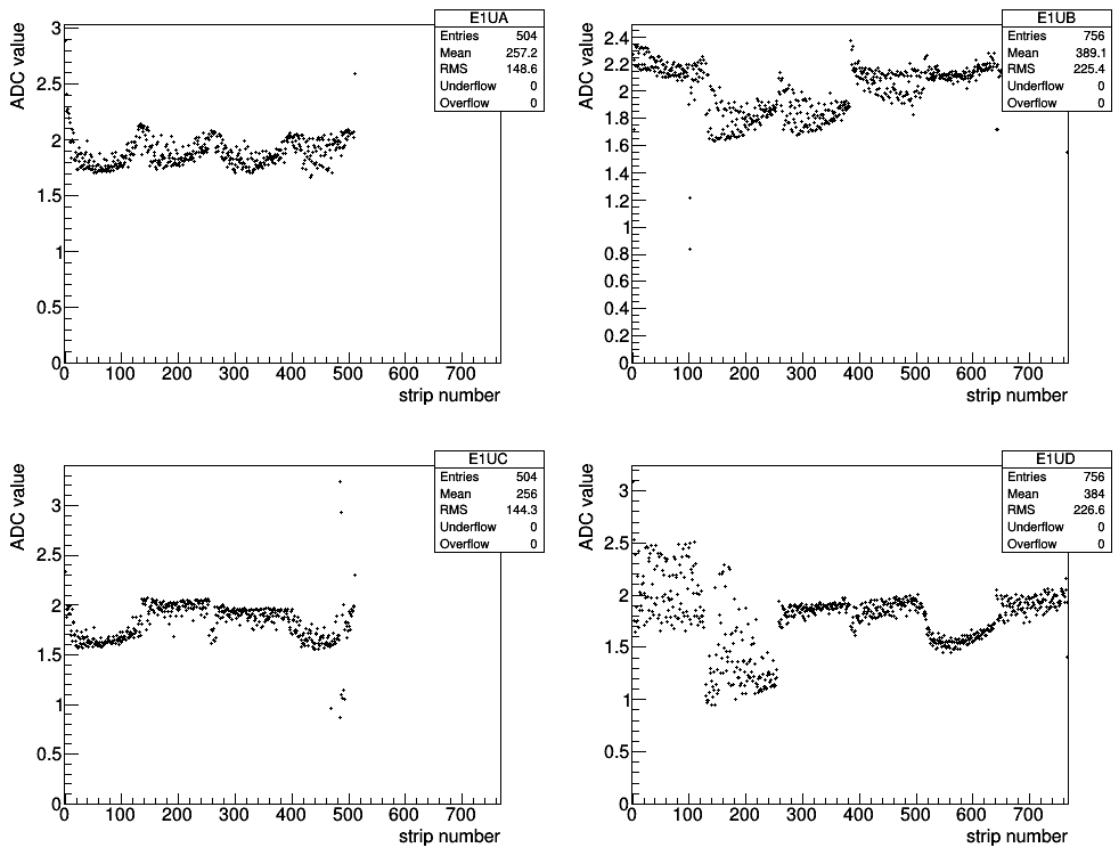 E1UA
Entries 504
Mean 257.2
RMS 148.6
Underflow 0
Overflow 0
ADC value
3
2.5
2
1.5
1
0.5
0
0 100 200 300 400 500 600 700
strip number
E1UB
Entries 756
Mean 389.1
RMS 225.4
Underflow 0
Overflow 0
ADC value
2.4
2.2
2
1.8
1.6
1.4
1.2
1
0.8
0.6
0.4
0.2
0
0 100 200 300 400 500 600 700
strip number
E1UC
Entries 504
Mean 256
RMS 144.3
Underflow 0
Overflow 0
ADC value
3
2.5
2
1.5
1
0.5
0
0 100 200 300 400 500 600 700
strip number
E1UD
Entries 756
Mean 384
RMS 226.6
Underflow 0
Overflow 0
ADC value
3
2.5
2
1.5
1
0.5
0
0 100 200 300 400 500 600 700
strip number